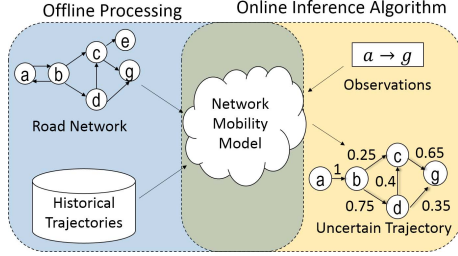 Offline Processing
Online Inference Algorithm
e
c
a
b
g
d
Road Network
Historical
Trajectories
Network
Mobility
Model
a → g
Observations
0.25
c
0.65
1
a
b
0.4
g
0.75
d
0.35
Uncertain Trajectory